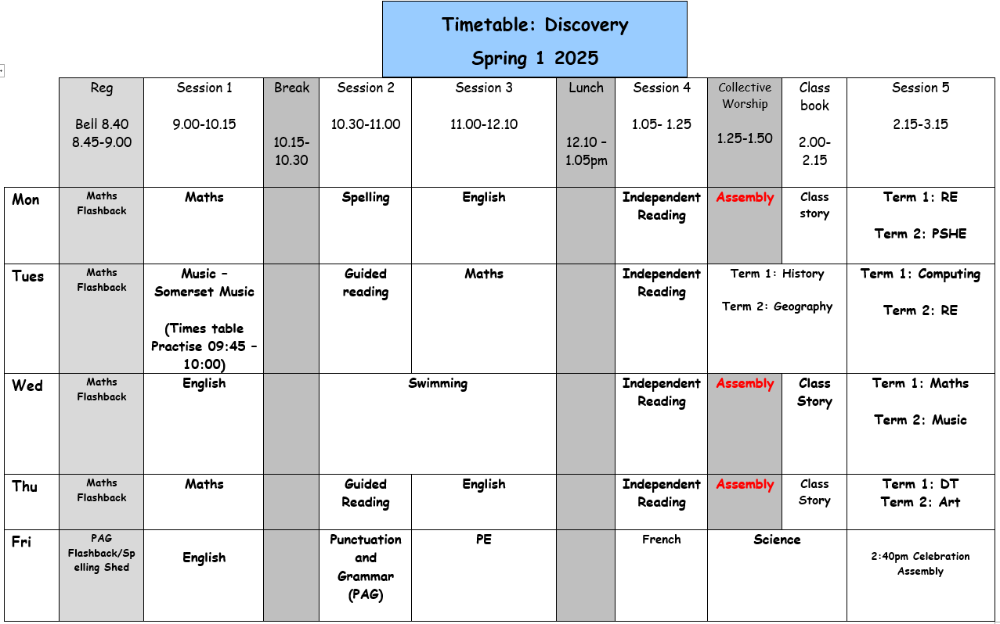 Timetable: Discovery
Spring 1 2025
Reg
Bell 8.40
8.45-9.00
Session 1
9.00-10.15
Break
10.15-
10.30
Session 2
10.30-11.00
Session 3
11.00-12.10
Lunch
12.10 –
1.05pm
Session 4
1.05- 1.25
Collective
Worship
1.25-1.50
Class
book
2.00-
2.15
Session 5
2.15-3.15
Mon
Maths
Flashback
Maths
Spelling
English
Independent
Reading
Assembly
Class
story
Term 1: RE
Term 2: PSHE
Tues
Maths
Flashback
Music –
Somerset Music
(Times table
Practise 09:45 –
10:00)
Guided
reading
Maths
Independent
Reading
Term 1: History
Term 2: Geography
Term 1: Computing
Term 2: RE
Wed
Maths
Flashback
English
Swimming
Independent
Reading
Assembly
Class
Story
Term 1: Maths
Term 2: Music
Thu
Maths
Flashback
Maths
Guided
Reading
English
Independent
Reading
Assembly
Class
Story
Term 1: DT
Term 2: Art
Fri
PAG
Flashback/Sp
elling Shed
English
Punctuation
and
Grammar
(PAG)
PE
French
Science
2:40pm Celebration
Assembly